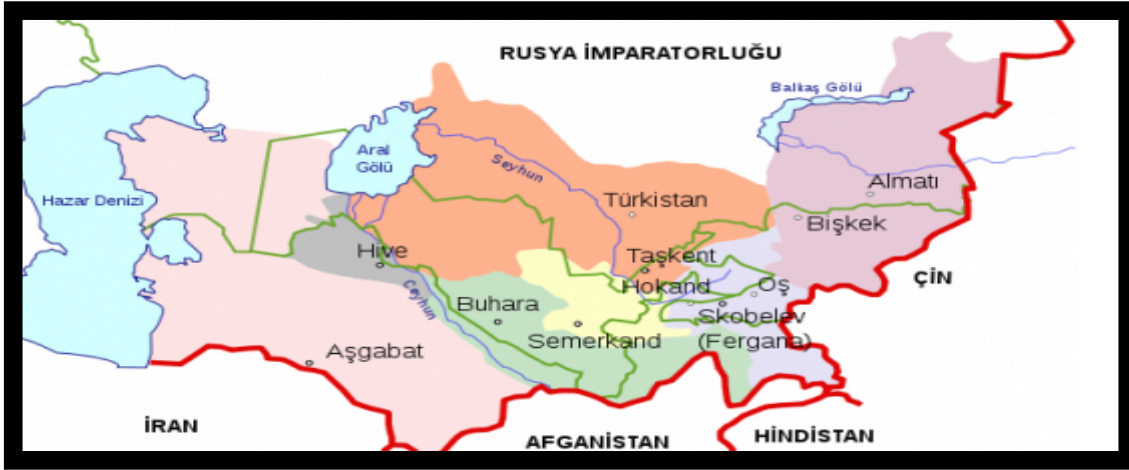 RUSYA İMPARATORLUĞU
Balkaş Gölü
Aral
Gölü
Seyhun
Almatı
Hazar Denizi
Türkistan
Bişkek
Hive
Taşkent
ÇİN
Ceyhun
Hokand
Oş
Buhara
Skobelev
(Fergana)
Semerkand
Aşgabat
İRAN
AFGANİSTAN
HİNDİSTAN